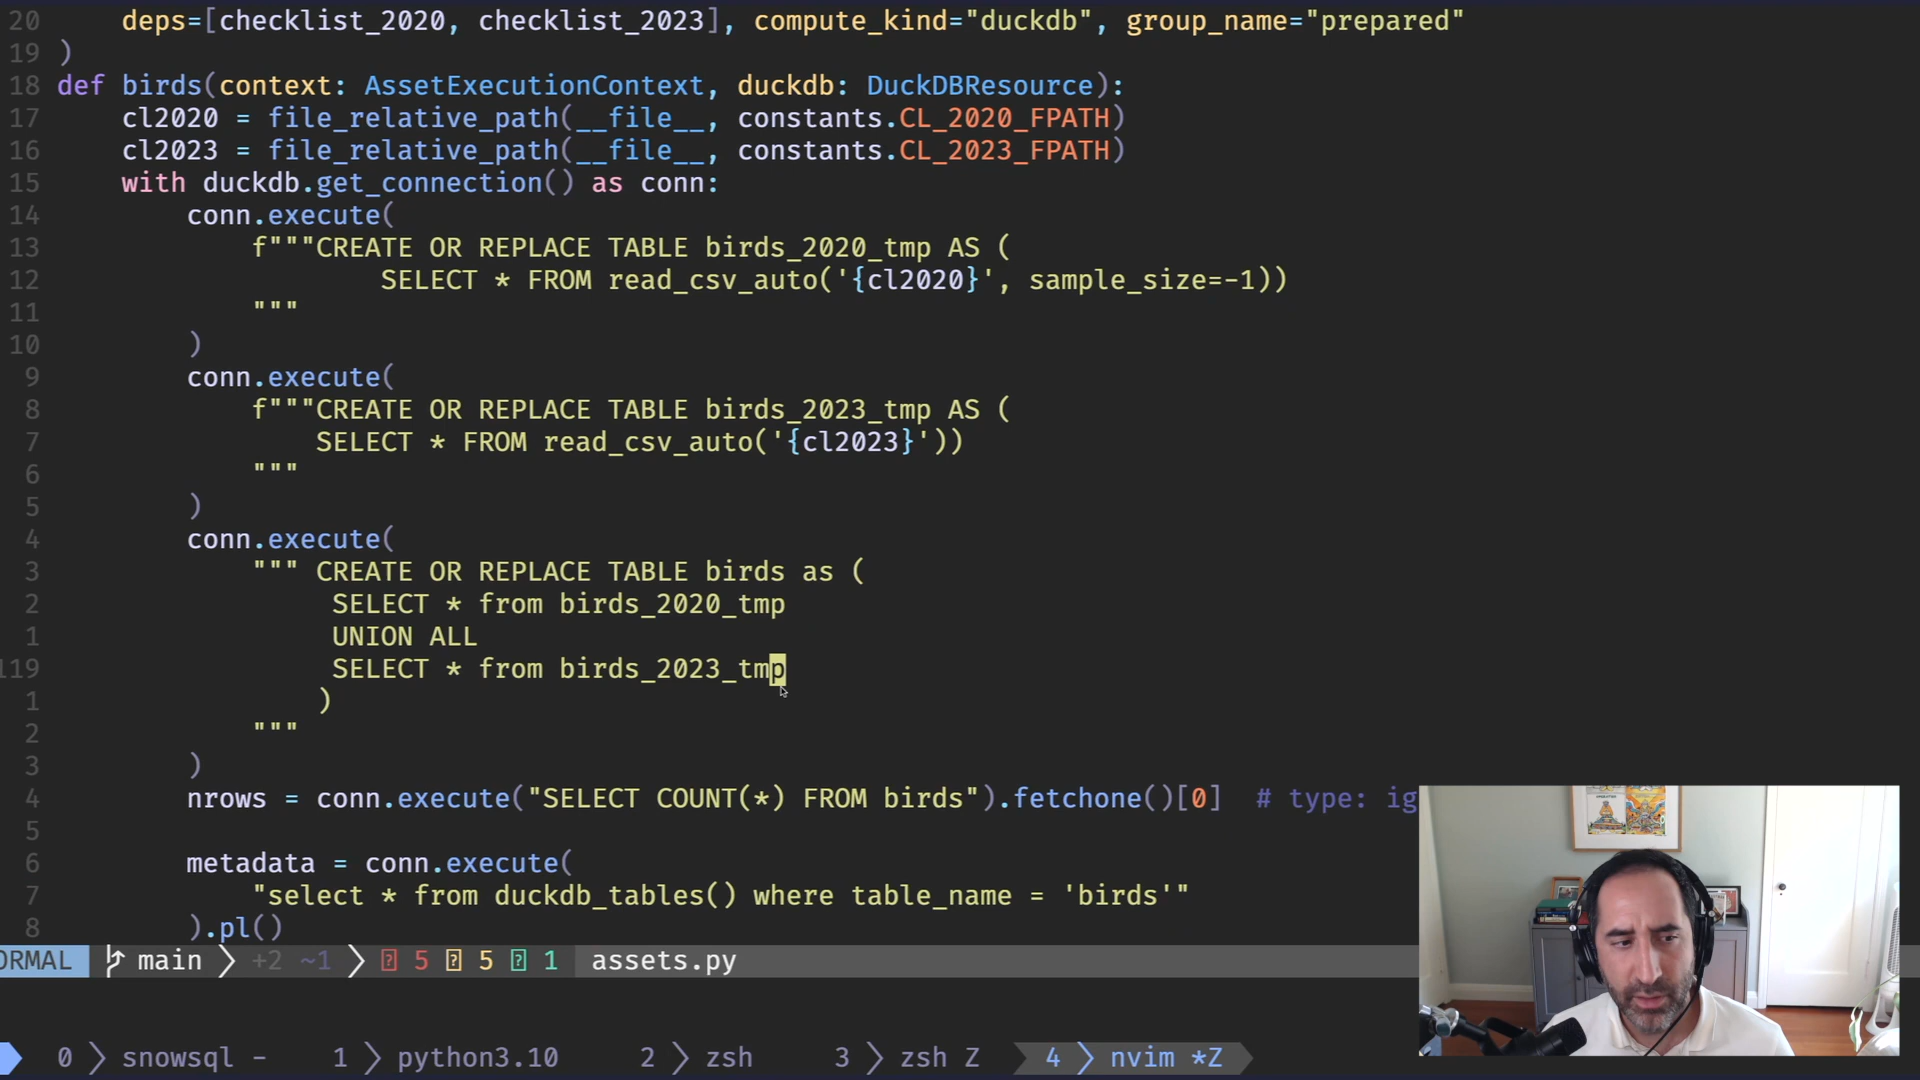 20 deps=[checklist_2020, checklist_2023], compute_kind="duckdb", group_name="prepared"
19 )
18 def birds(context: AssetExecutionContext, duckdb: DuckDBResource):
17 cl2020 = file_relative_path(__file__, constants.CL_2020_FPATH)
16 cl2023 = file_relative_path(__file__, constants.CL_2023_FPATH)
15 with duckdb.get_connection() as conn:
14 conn.execute(
13 f"""CREATE OR REPLACE TABLE birds_2020_tmp AS (
12 SELECT * FROM read_csv_auto('{cl2020}', sample_size=-1))
11 """
10 )
9 conn.execute(
8 f"""CREATE OR REPLACE TABLE birds_2023_tmp AS (
7 SELECT * FROM read_csv_auto('{cl2023}'))
6 """
5 )
4 conn.execute(
3 """ CREATE OR REPLACE TABLE birds as (
2 SELECT * from birds_2020_tmp
1 UNION ALL
119 SELECT * from birds_2023_tmp
1 )
2 """
3 )
4 nrows = conn.execute("SELECT COUNT(*) FROM birds").fetchone()[0] # type: ig
5
6 metadata = conn.execute(
7 "select * from duckdb_tables() where table_name = 'birds'"
8 ).pl()
ORMAL main +2 ~1 5 5 1 assets.py
0 snowsql - 1 python3.10 2 zsh 3 zsh Z 4 nvim *Z